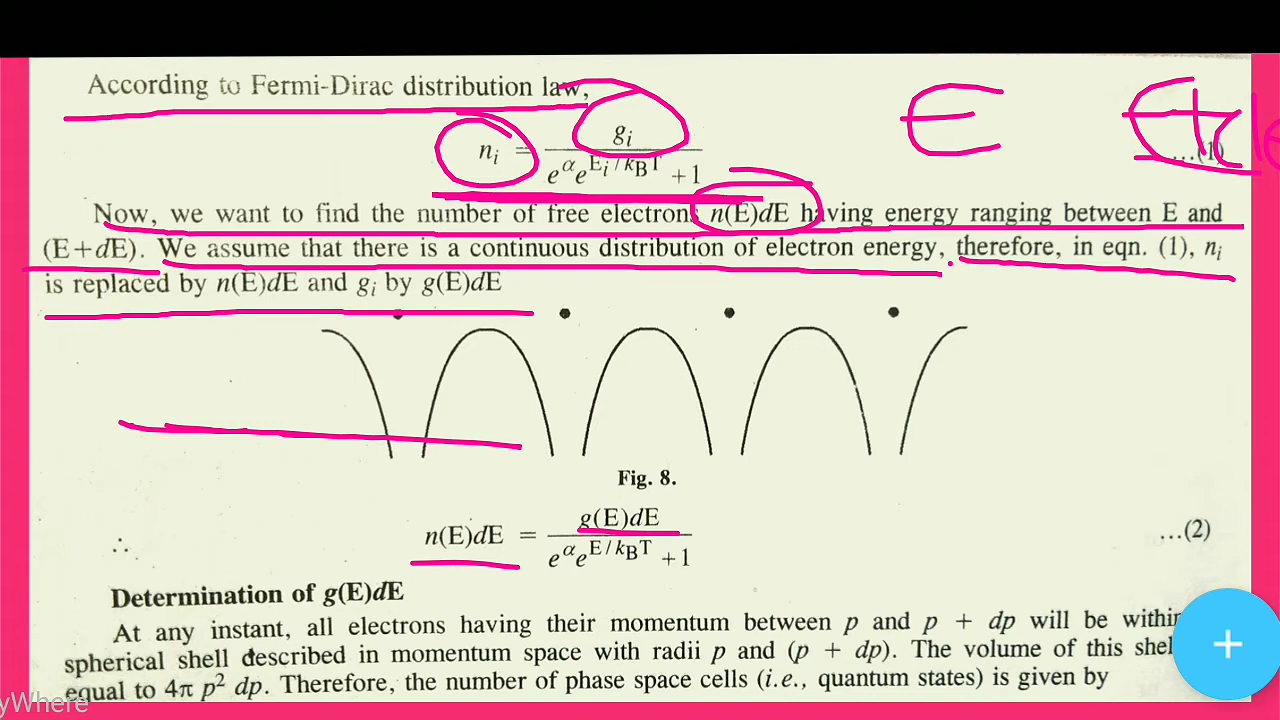 According to Fermi-Dirac distribution law,
E E+de
nᵢ = gᵢ / e^α e^(Eᵢ/k_BT) + 1 ...(1)
Now, we want to find the number of free electrons n(E)dE having energy ranging between E and
(E+dE). We assume that there is a continuous distribution of electron energy, therefore, in eqn. (1), nᵢ
is replaced by n(E)dE and gᵢ by g(E)dE
Fig. 8.
∴ n(E)dE = g(E)dE / e^α e^(E/k_BT) + 1 ...(2)
Determination of g(E)dE
At any instant, all electrons having their momentum between p and p + dp will be within
spherical shell described in momentum space with radii p and (p + dp). The volume of this shel
equal to 4π p² dp. Therefore, the number of phase space cells (i.e., quantum states) is given by
yWhere
+